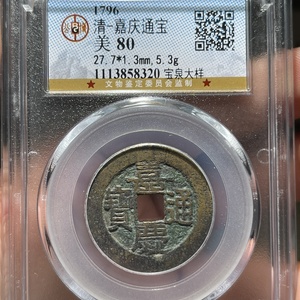 1796
清-嘉庆通宝
美 80
27.7*1.3mm,5.3g
1113858320 宝泉大样
★文物鉴定委员会监制★
嘉慶通寶